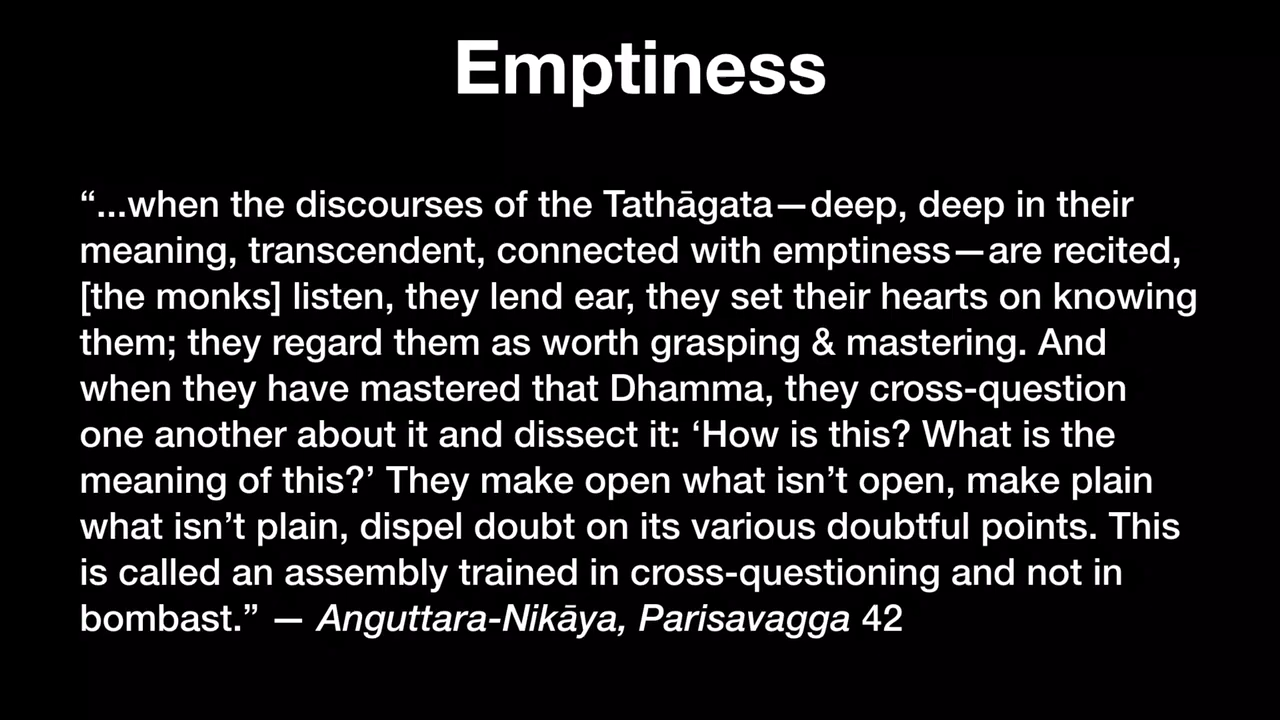 Emptiness
“...when the discourses of the Tathāgata—deep, deep in their
meaning, transcendent, connected with emptiness—are recited,
[the monks] listen, they lend ear, they set their hearts on knowing
them; they regard them as worth grasping & mastering. And
when they have mastered that Dhamma, they cross-question
one another about it and dissect it: ‘How is this? What is the
meaning of this?’ They make open what isn’t open, make plain
what isn’t plain, dispel doubt on its various doubtful points. This
is called an assembly trained in cross-questioning and not in
bombast.” — Anguttara-Nikāya, Parisavagga 42